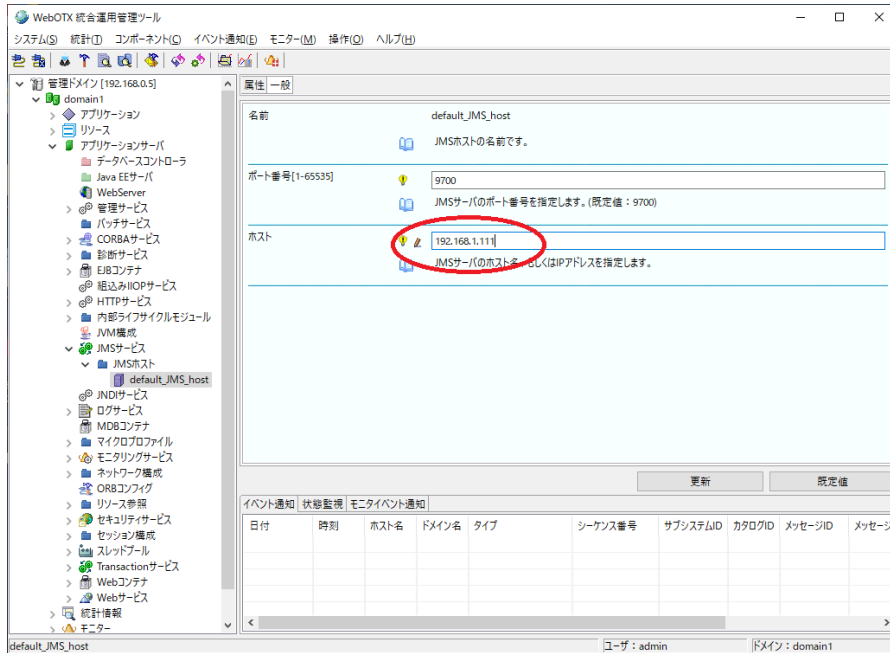 WebOTX 統合運用管理ツール
システム(S) 統計(T) コンポーネント(C) イベント通知(E) モニター(M) 操作(O) ヘルプ(H)
管理ドメイン [192.168.0.5]
domain1
アプリケーション
リソース
アプリケーションサーバ
データベースコントローラ
Java EEサーバ
WebServer
管理サービス
バッチサービス
CORBAサービス
診断サービス
EJBコンテナ
組込みIIOPサービス
HTTPサービス
内部ライフサイクルモジュール
JVM構成
JMSサービス
JMSホスト
default_JMS_host
JNDIサービス
ログサービス
MDBコンテナ
マイクロプロファイル
モニタリングサービス
ネットワーク構成
ORBコンフィグ
リソース参照
セキュリティサービス
セッション構成
スレッドプール
Transactionサービス
Webコンテナ
Webサービス
統計情報
モニター
属性 一般
名前 default_JMS_host
JMSホストの名前です。
ポート番号[1-65535] 9700
JMSサーバのポート番号を指定します。(既定値：9700)
ホスト 192.168.1.111
JMSサーバのホスト名、もしくはIPアドレスを指定します。
更新 既定値
イベント通知 状態監視 モニタイベント通知
日付 時刻 ホスト名 ドメイン名 タイプ シーケンス番号 サブシステムID カタログID メッセージID メッセージ
default_JMS_host ユーザ：admin ドメイン：domain1